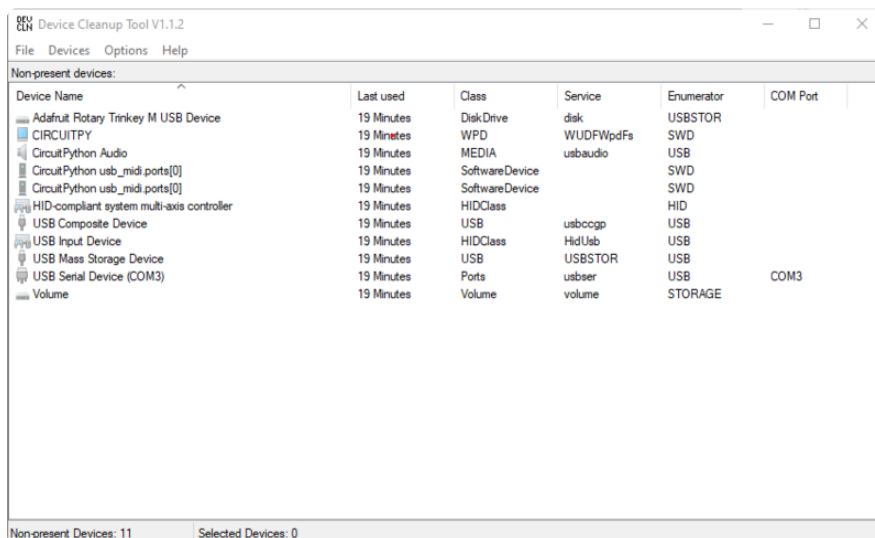 DEV CLN Device Cleanup Tool V1.1.2
File Devices Options Help
Non-present devices:
Device Name Last used Class Service Enumerator COM Port
Adafruit Rotary Trinkey M USB Device 19 Minutes DiskDrive disk USBSTOR
CIRCUITPY 19 Minetes WPD WUDFWpdFs SWD
CircuitPython Audio 19 Minutes MEDIA usbaudio USB
CircuitPython usb_midi.ports[0] 19 Minutes SoftwareDevice SWD
CircuitPython usb_midi.ports[0] 19 Minutes SoftwareDevice SWD
HID-compliant system multi-axis controller 19 Minutes HIDClass HID
USB Composite Device 19 Minutes USB usbccgp USB
USB Input Device 19 Minutes HIDClass HidUsb USB
USB Mass Storage Device 19 Minutes USB USBSTOR USB
USB Serial Device (COM3) 19 Minutes Ports usbser USB COM3
Volume 19 Minutes Volume volume STORAGE
Non-present Devices: 11 Selected Devices: 0